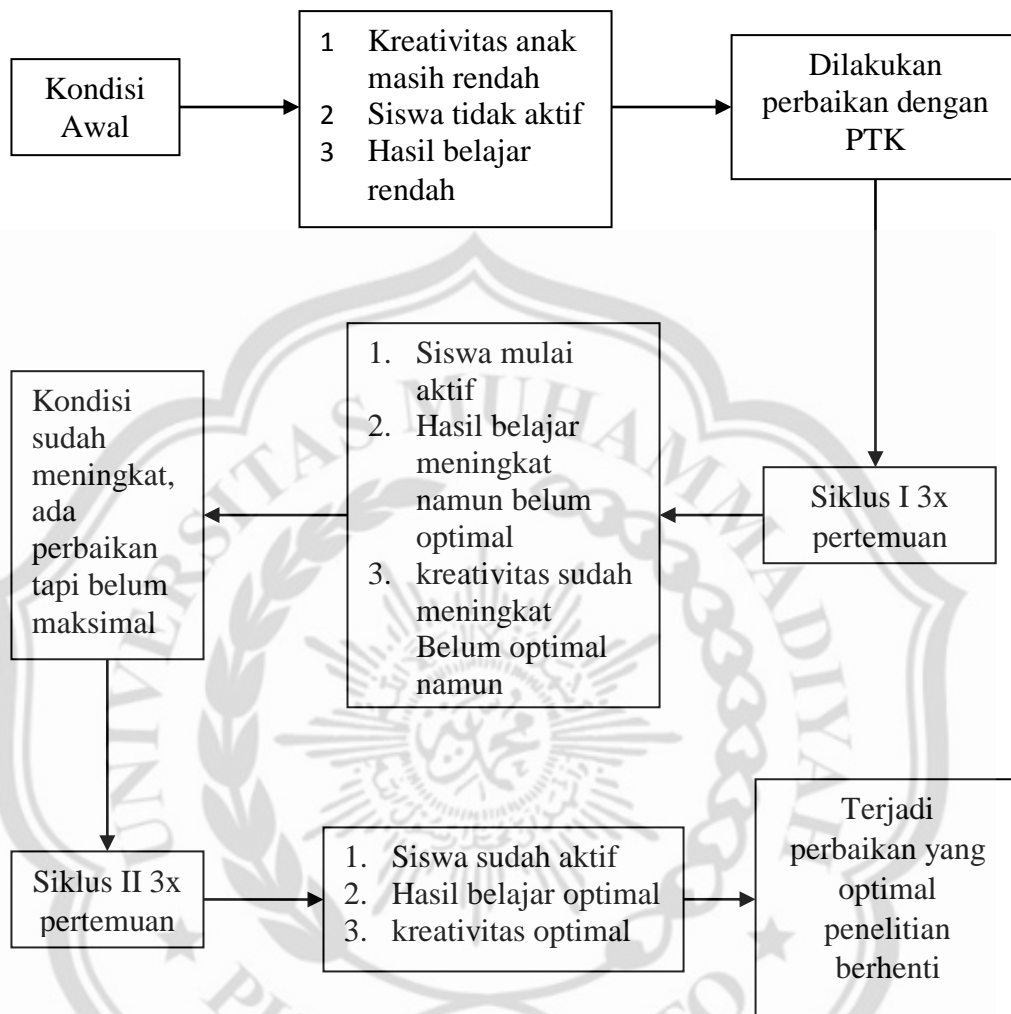 Kondisi
Awal
1 Kreativitas anak
masih rendah
2 Siswa tidak aktif
3 Hasil belajar
rendah
Dilakukan
perbaikan dengan
PTK
Siklus I 3x
pertemuan
1. Siswa mulai
aktif
2. Hasil belajar
meningkat
namun belum
optimal
3. kreativitas sudah
meningkat
Belum optimal
namun
Kondisi
sudah
meningkat,
ada
perbaikan
tapi belum
maksimal
Siklus II 3x
pertemuan
1. Siswa sudah aktif
2. Hasil belajar optimal
3. kreativitas optimal
Terjadi
perbaikan yang
optimal
penelitian
berhenti
UNIVERSITAS MUHAMMADIYAH